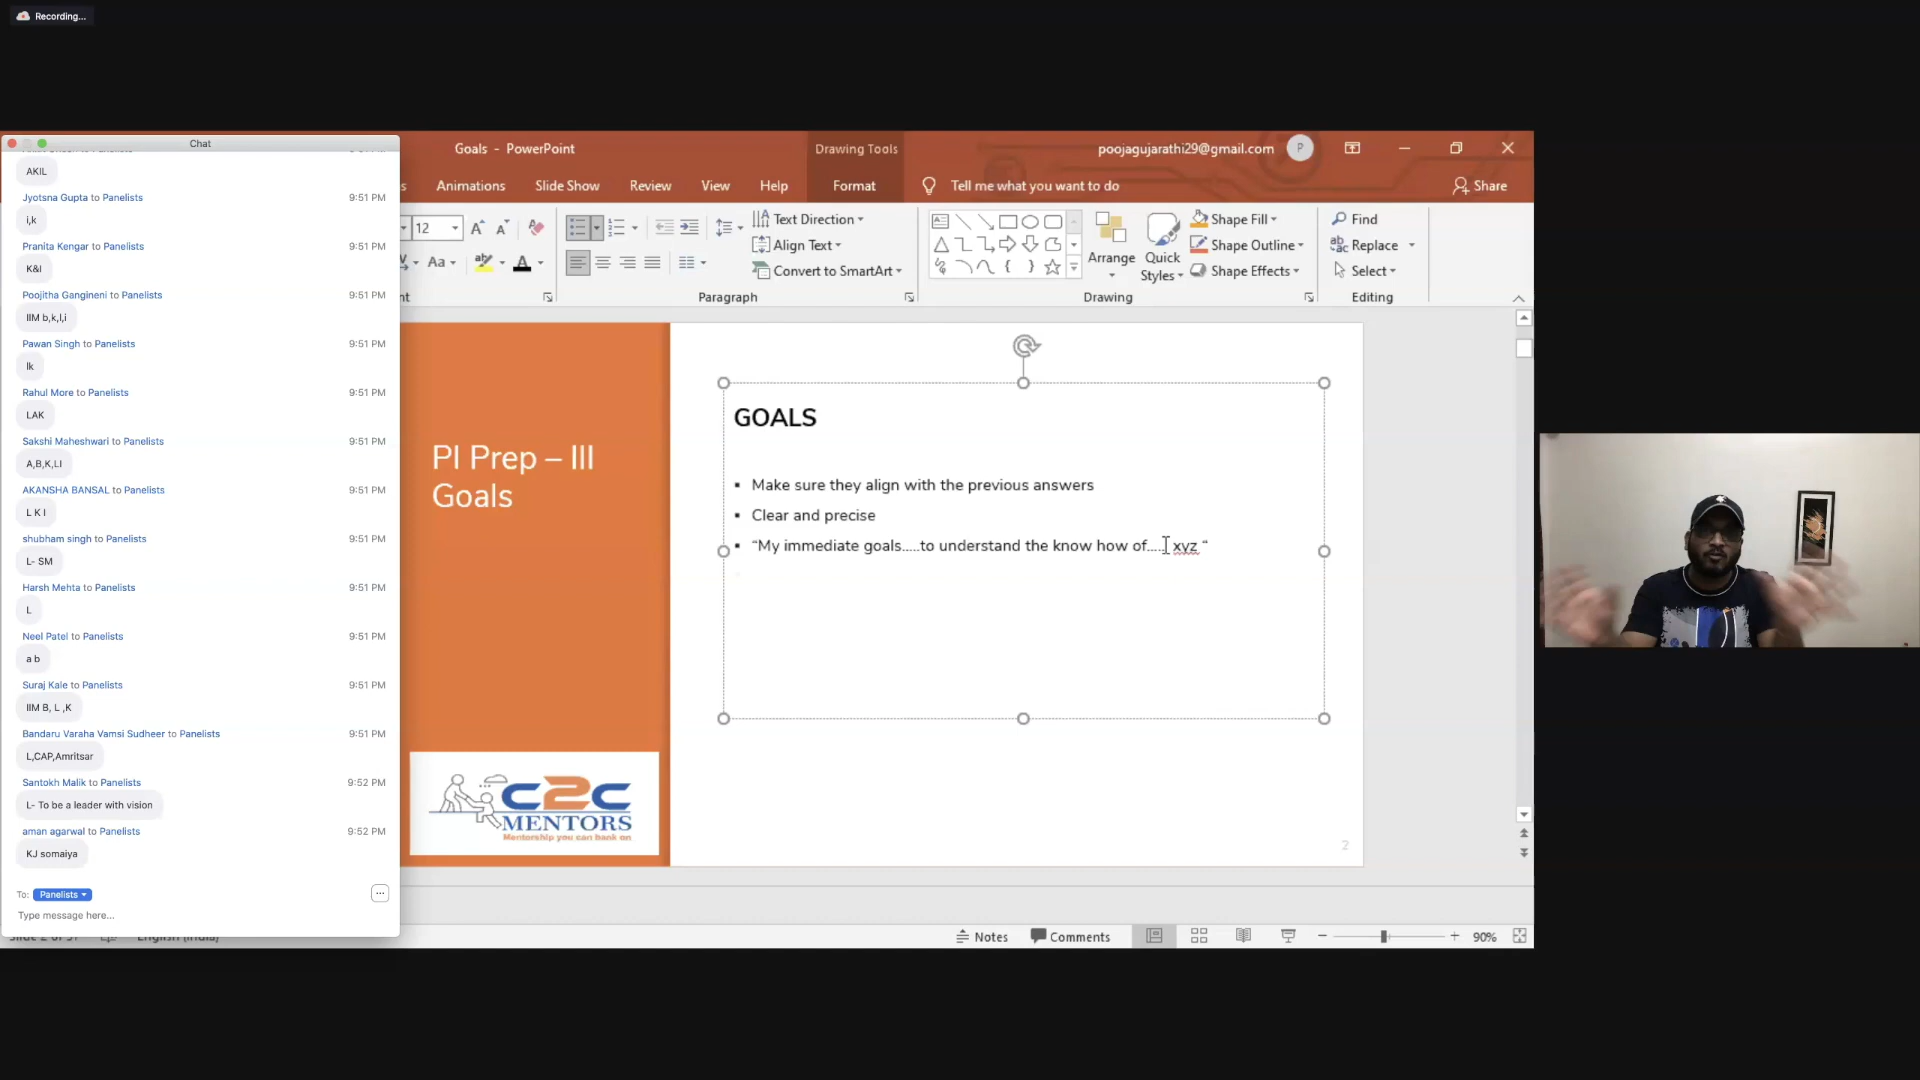 Recording...
Chat
AKIL
Jyotsna Gupta to Panelists 9:51 PM
i,k
Pranita Kengar to Panelists 9:51 PM
K&I
Poojitha Gangineni to Panelists 9:51 PM
IIM b,k,l,i
Pawan Singh to Panelists 9:51 PM
lk
Rahul More to Panelists 9:51 PM
LAK
Sakshi Maheshwari to Panelists 9:51 PM
A,B,K,LI
AKANSHA BANSAL to Panelists 9:51 PM
L K I
shubham singh to Panelists 9:51 PM
L- SM
Harsh Mehta to Panelists 9:51 PM
L
Neel Patel to Panelists 9:51 PM
a b
Suraj Kale to Panelists 9:51 PM
IIM B, L ,K
Bandaru Varaha Vamsi Sudheer to Panelists 9:51 PM
L,CAP,Amritsar
Santokh Malik to Panelists 9:52 PM
L- To be a leader with vision
aman agarwal to Panelists 9:52 PM
KJ somaiya
To: Panelists
Type message here...
Goals - PowerPoint
Drawing Tools
poojagujarathi29@gmail.com P
Animations Slide Show Review View Help Format Tell me what you want to do Share
12
Aa
Text Direction
Align Text
Convert to SmartArt
Paragraph
Arrange
Quick
Styles
Shape Fill
Shape Outline
Shape Effects
Drawing
Find
Replace
Select
Editing
PI Prep – III
Goals
C2C
MENTORS
Mentorship you can bank on
GOALS
▪ Make sure they align with the previous answers
▪ Clear and precise
▪ “My immediate goals.....to understand the know how of..... xyz “
2
Notes Comments 90%